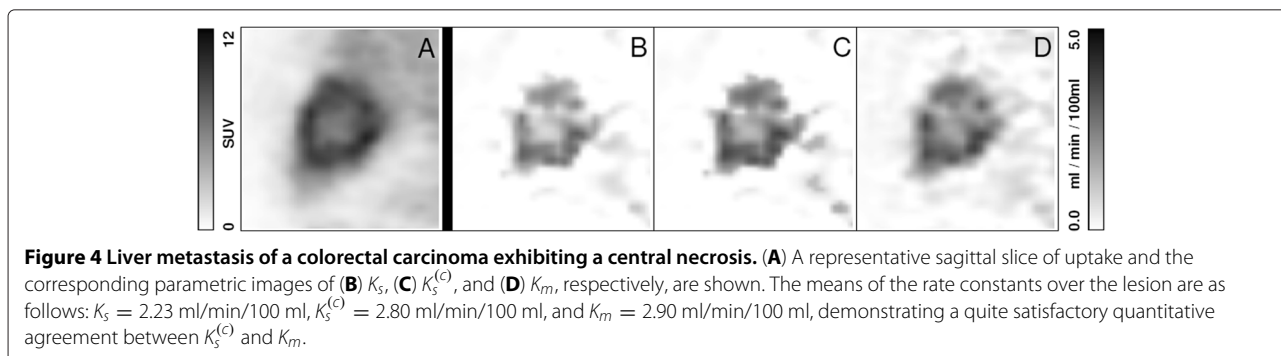 12
SUV
0
A
B
C
D
5.0
ml / min / 100ml
0.0
Figure 4 Liver metastasis of a colorectal carcinoma exhibiting a central necrosis. (A) A representative sagittal slice of uptake and the
corresponding parametric images of (B) Ks, (C) Ks(c), and (D) Km, respectively, are shown. The means of the rate constants over the lesion are as
follows: Ks = 2.23 ml/min/100 ml, Ks(c) = 2.80 ml/min/100 ml, and Km = 2.90 ml/min/100 ml, demonstrating a quite satisfactory quantitative
agreement between Ks(c) and Km.